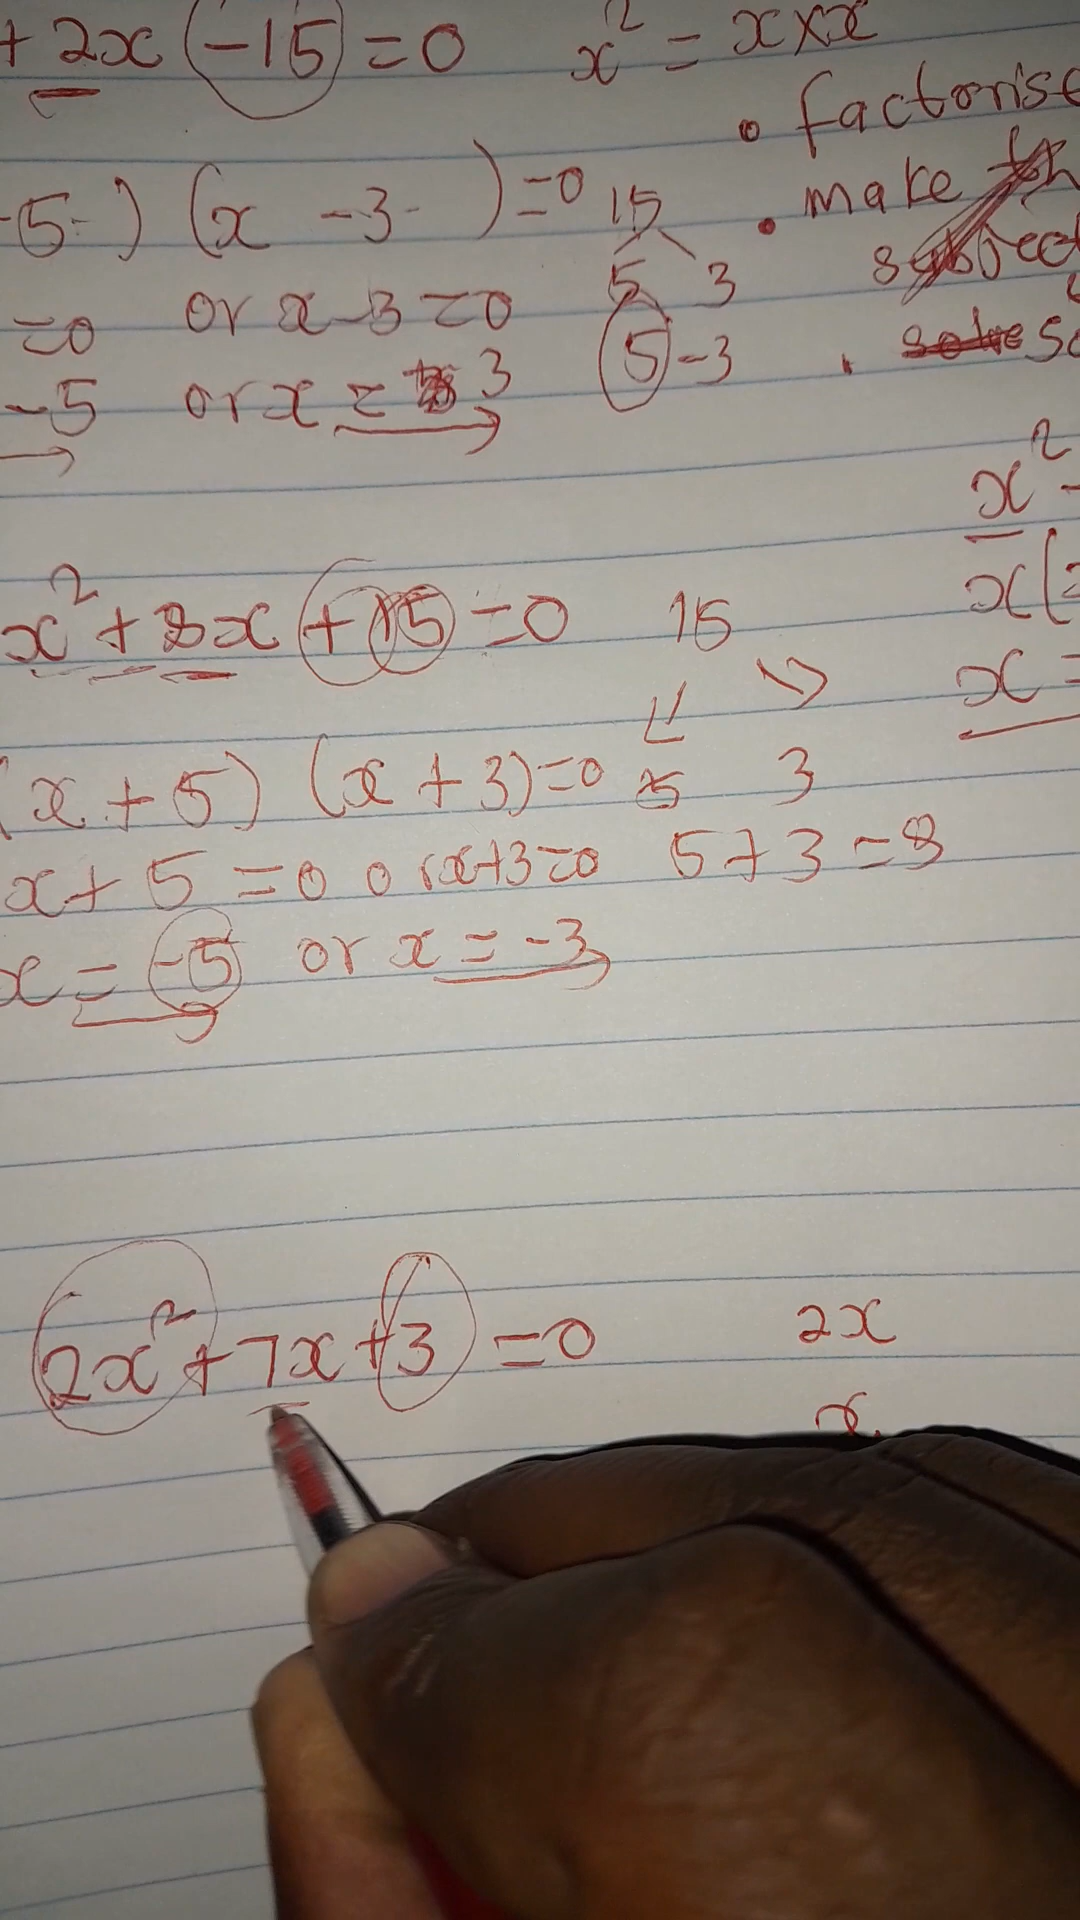 + 2x (-15) = 0
x² = x × x
• factorise
-5- ) (x - 3- ) = 0
15
• make
=0 or x-3=0
5 3
subject
-5 or x = 3
5-3
.
x² -
x(
x =
x² + 8x + 15 = 0
15
(x + 5) (x + 3) = 0
5 3
x + 5 = 0 or x+3=0
5 + 3 = 8
x = -5 or x = -3
2x² + 7x + 3 = 0
2x
x